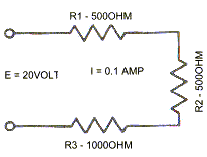 R1 - 500OHM
E = 20VOLT
I = 0.1 AMP
R2 - 500OHM
R3 - 1000OHM